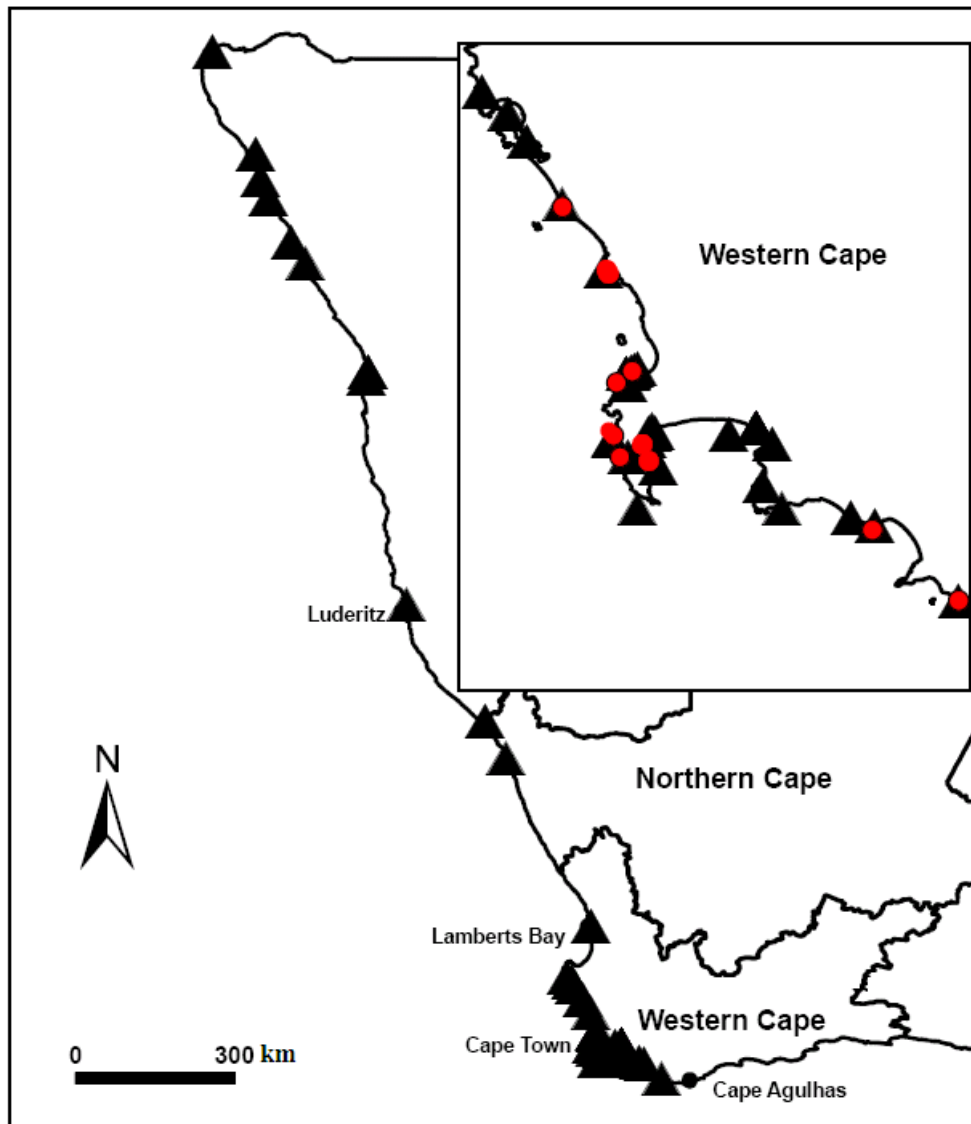 Western Cape
Luderitz
N
Northern Cape
Lamberts Bay
Western Cape
Cape Town
0 300 km
Cape Agulhas